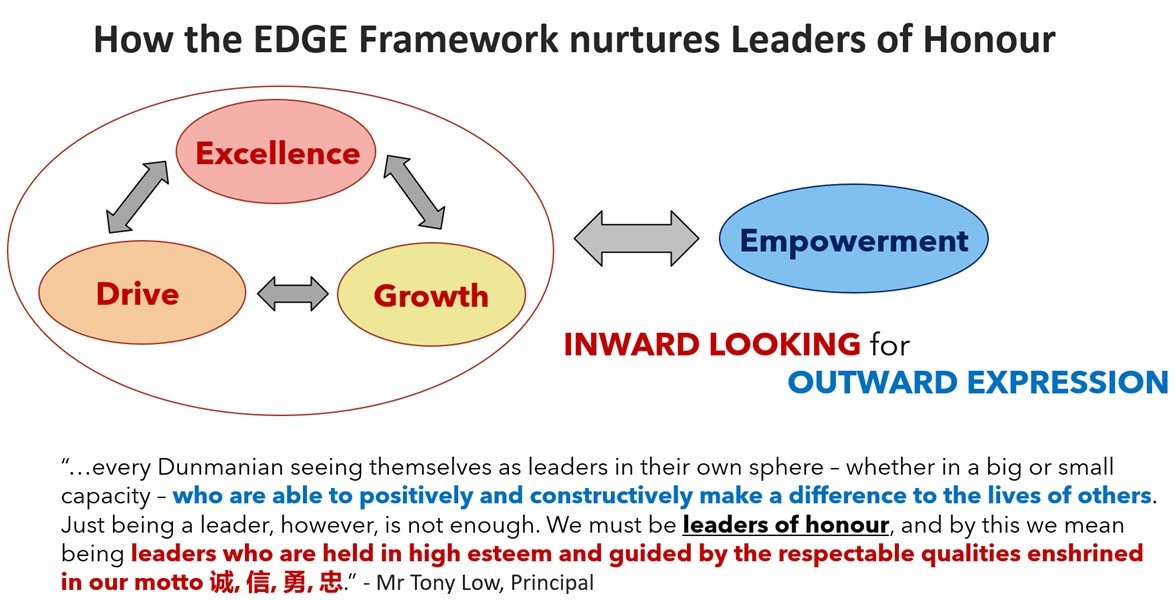 How the EDGE Framework nurtures Leaders of Honour
Excellence
Drive
Growth
Empowerment
INWARD LOOKING for
OUTWARD EXPRESSION
“…every Dunmanian seeing themselves as leaders in their own sphere – whether in a big or small
capacity – who are able to positively and constructively make a difference to the lives of others.
Just being a leader, however, is not enough. We must be leaders of honour, and by this we mean
being leaders who are held in high esteem and guided by the respectable qualities enshrined
in our motto 诚, 信, 勇, 忠.” - Mr Tony Low, Principal